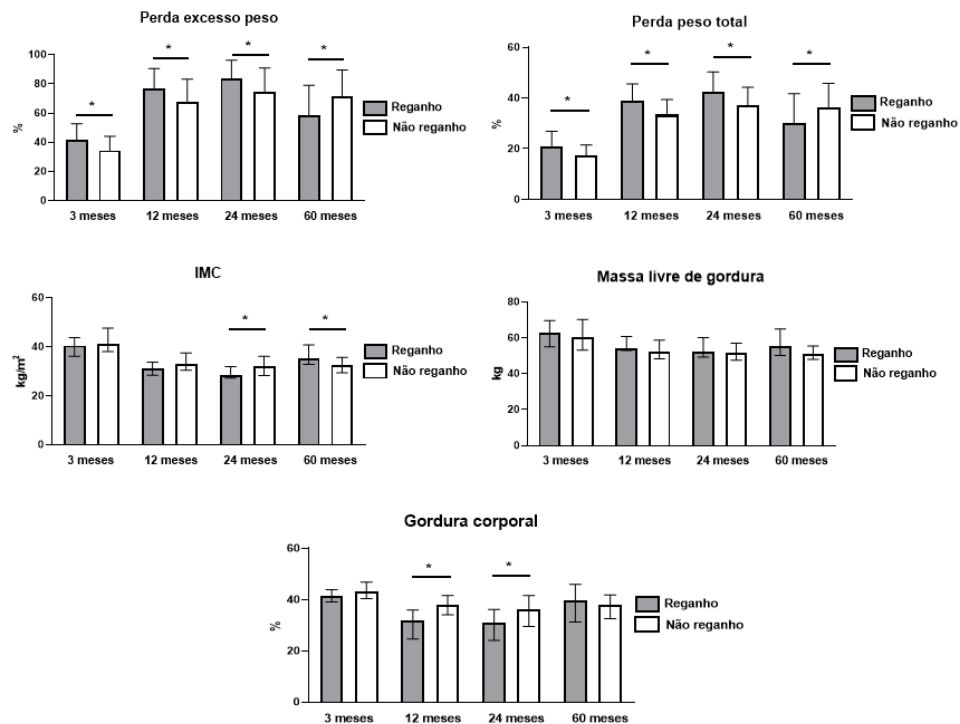 Perda excesso peso
*
*
*
*
100
80
60
40
20
0
%
3 meses
12 meses
24 meses
60 meses
Reganho
Não reganho
Perda peso total
*
*
*
*
60
40
20
0
%
3 meses
12 meses
24 meses
60 meses
Reganho
Não reganho
IMC
*
*
60
40
20
0
kg/m²
3 meses
12 meses
24 meses
60 meses
Reganho
Não reganho
Massa livre de gordura
80
60
40
20
0
kg
3 meses
12 meses
24 meses
60 meses
Reganho
Não reganho
Gordura corporal
*
*
60
40
20
0
%
3 meses
12 meses
24 meses
60 meses
Reganho
Não reganho